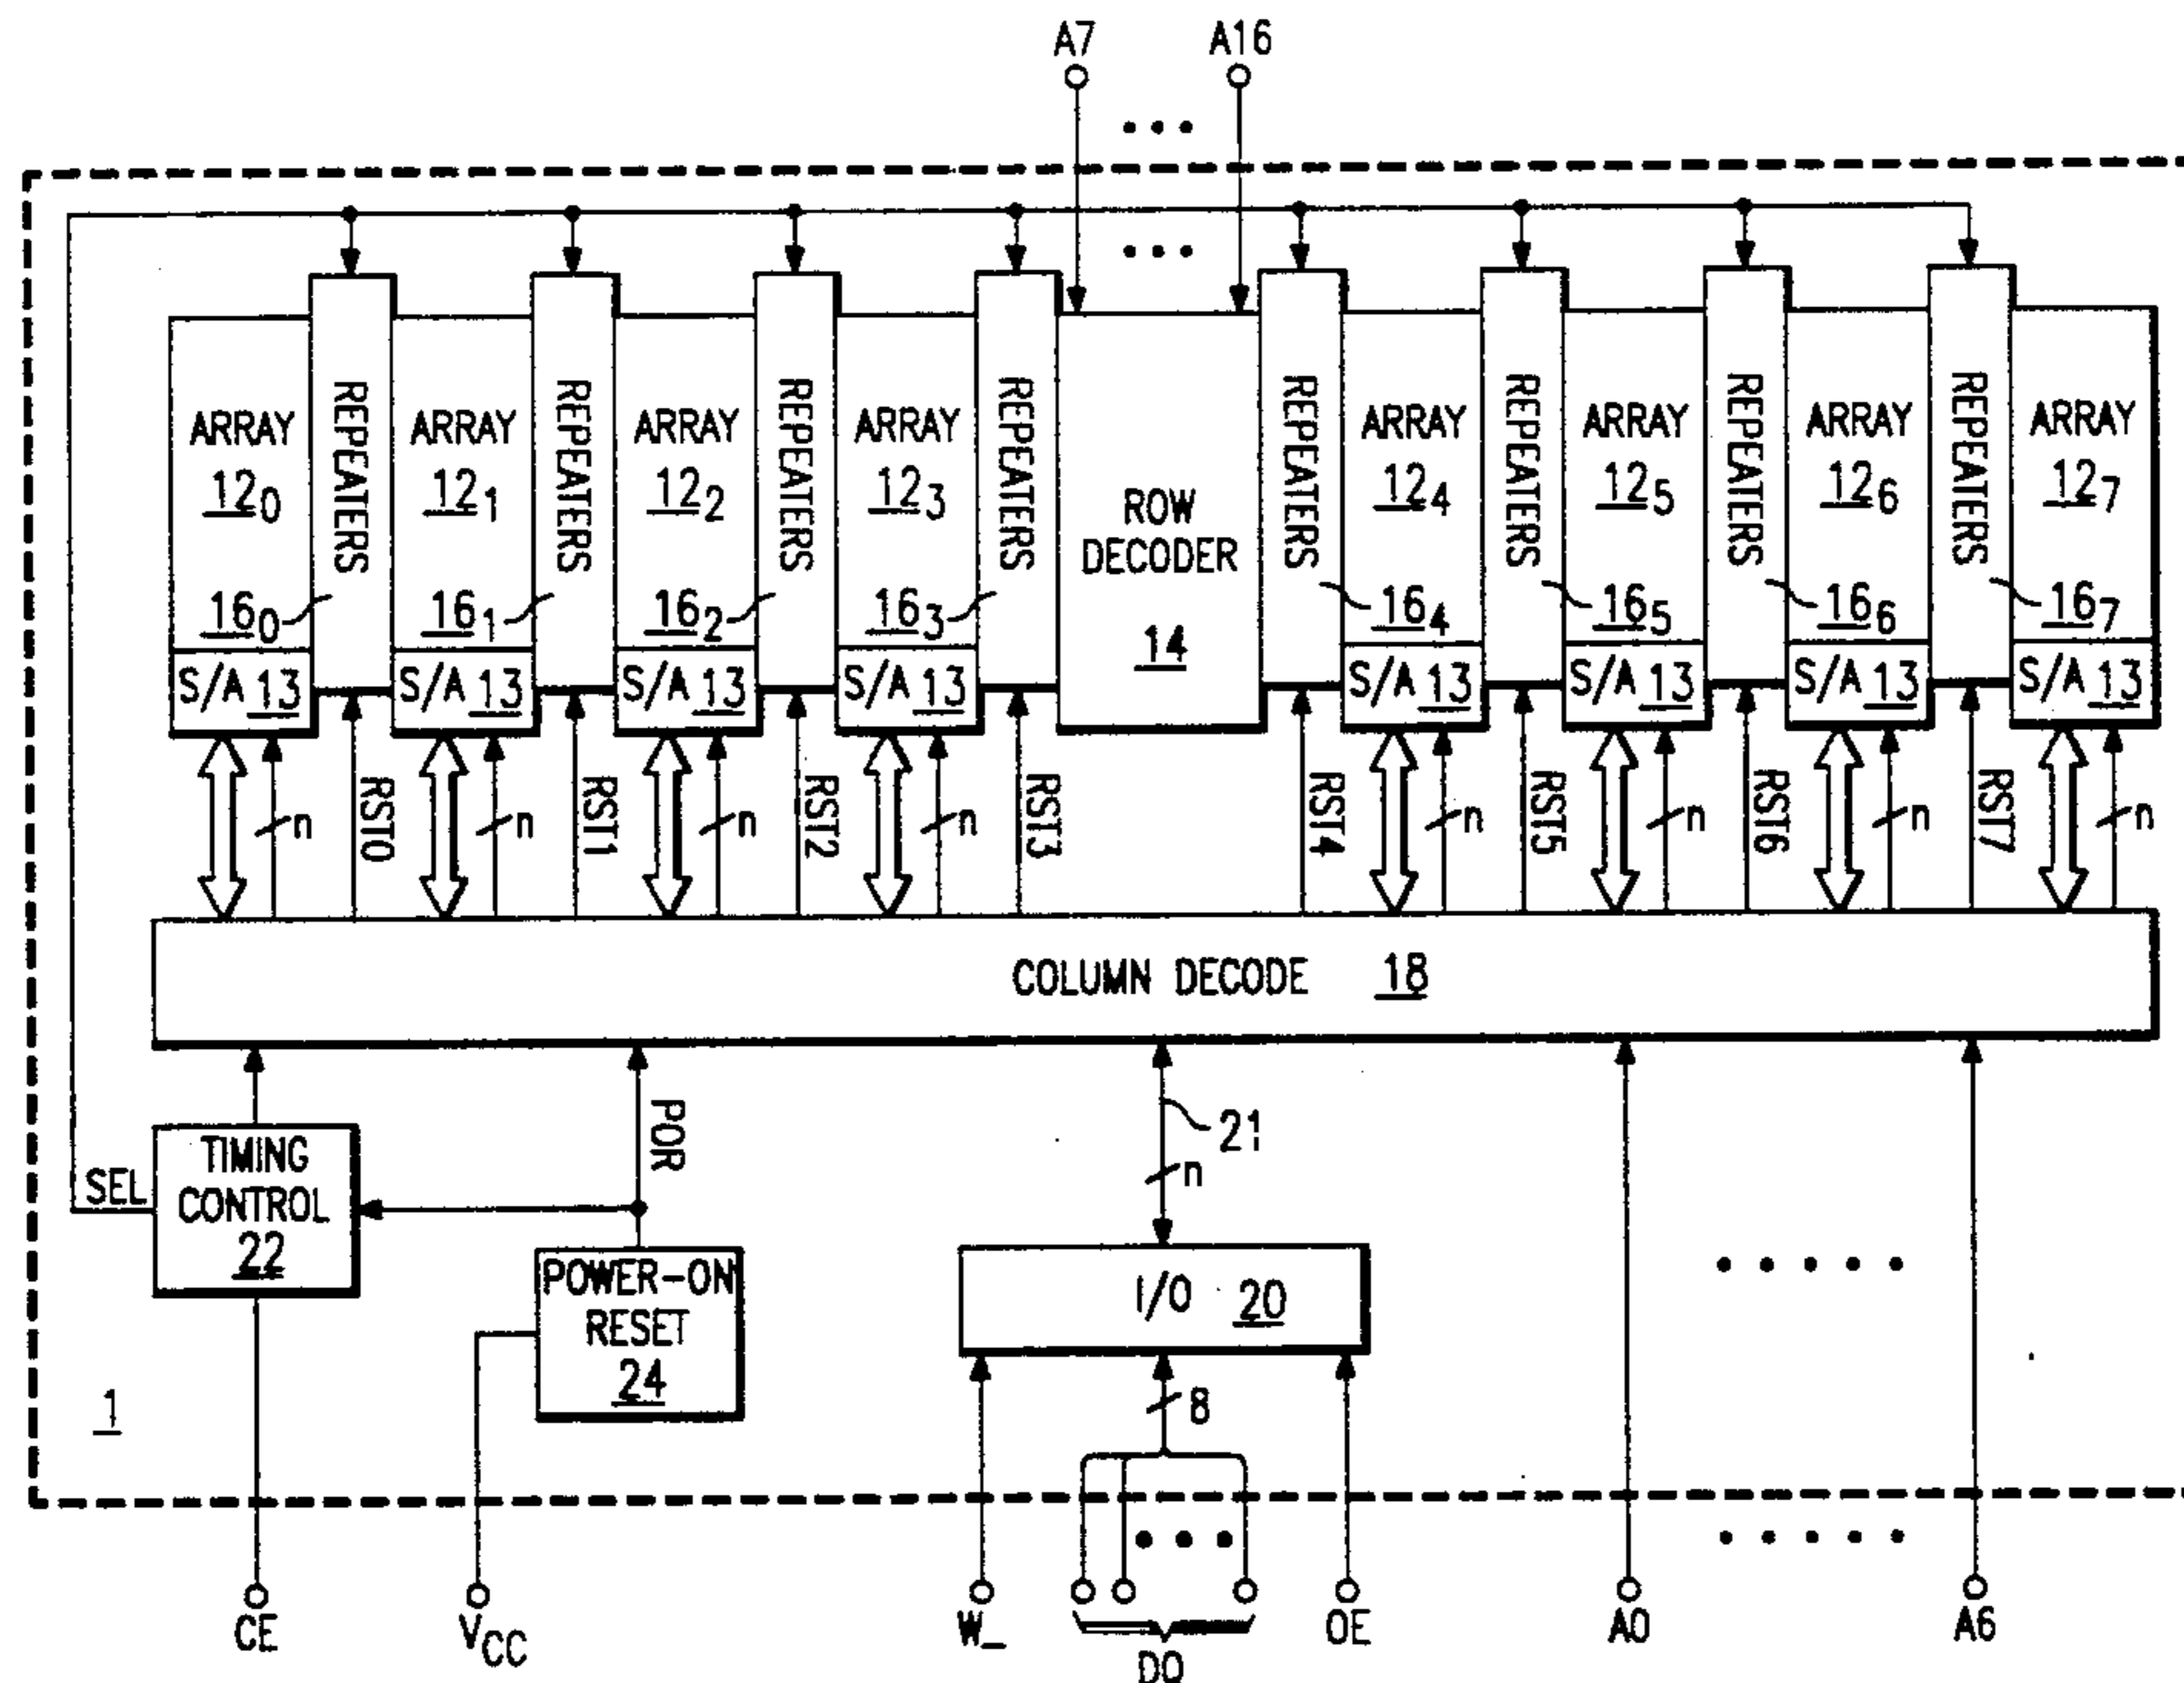 A7 A16
REPEATERS REPEATERS REPEATERS REPEATERS REPEATERS REPEATERS REPEATERS REPEATERS
ARRAY ARRAY ARRAY ARRAY ARRAY ARRAY ARRAY ARRAY
12₀ 12₁ 12₂ 12₃ 12₄ 12₅ 12₆ 12₇
ROW
DECODER
14
16₀ 16₁ 16₂ 16₃ 16₄ 16₅ 16₆ 16₇
S/A 13 S/A 13 S/A 13 S/A 13 S/A 13 S/A 13 S/A 13 S/A 13
n RST0 n RST1 n RST2 n RST3 RST4 n RST5 n RST6 n RST7 n
COLUMN DECODE 18
POR
21
n
SEL
TIMING
CONTROL
22
POWER-ON
RESET
24
I/O 20
8
1
CE V_CC W_ DQ OE A0 A6